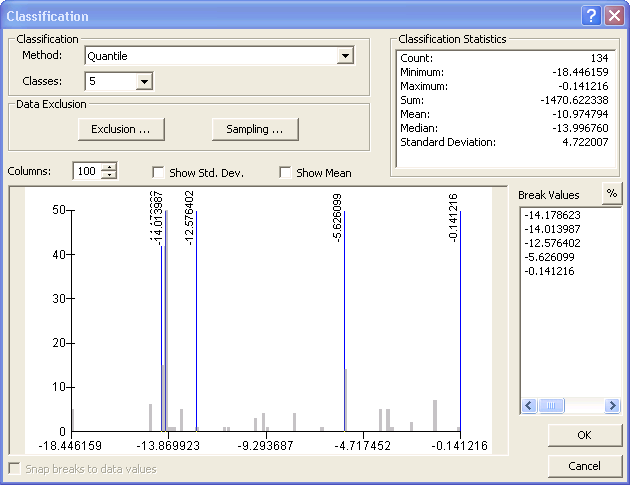 Classification
Classification
Method: Quantile
Classes: 5
Data Exclusion
Exclusion ... Sampling ...
Classification Statistics
Count: 134
Minimum: -18.446159
Maximum: -0.141216
Sum: -1470.622338
Mean: -10.974794
Median: -13.996760
Standard Deviation: 4.722007
Columns: 100 Show Std. Dev. Show Mean
Break Values %
-14.178623
-14.013987
-12.576402
-5.626099
-0.141216
-14.013987 -12.576402 -5.626099 -0.141216
50
40
30
20
10
0
-18.446159 -13.869923 -9.293687 -4.717452 -0.141216
Snap breaks to data values
OK
Cancel